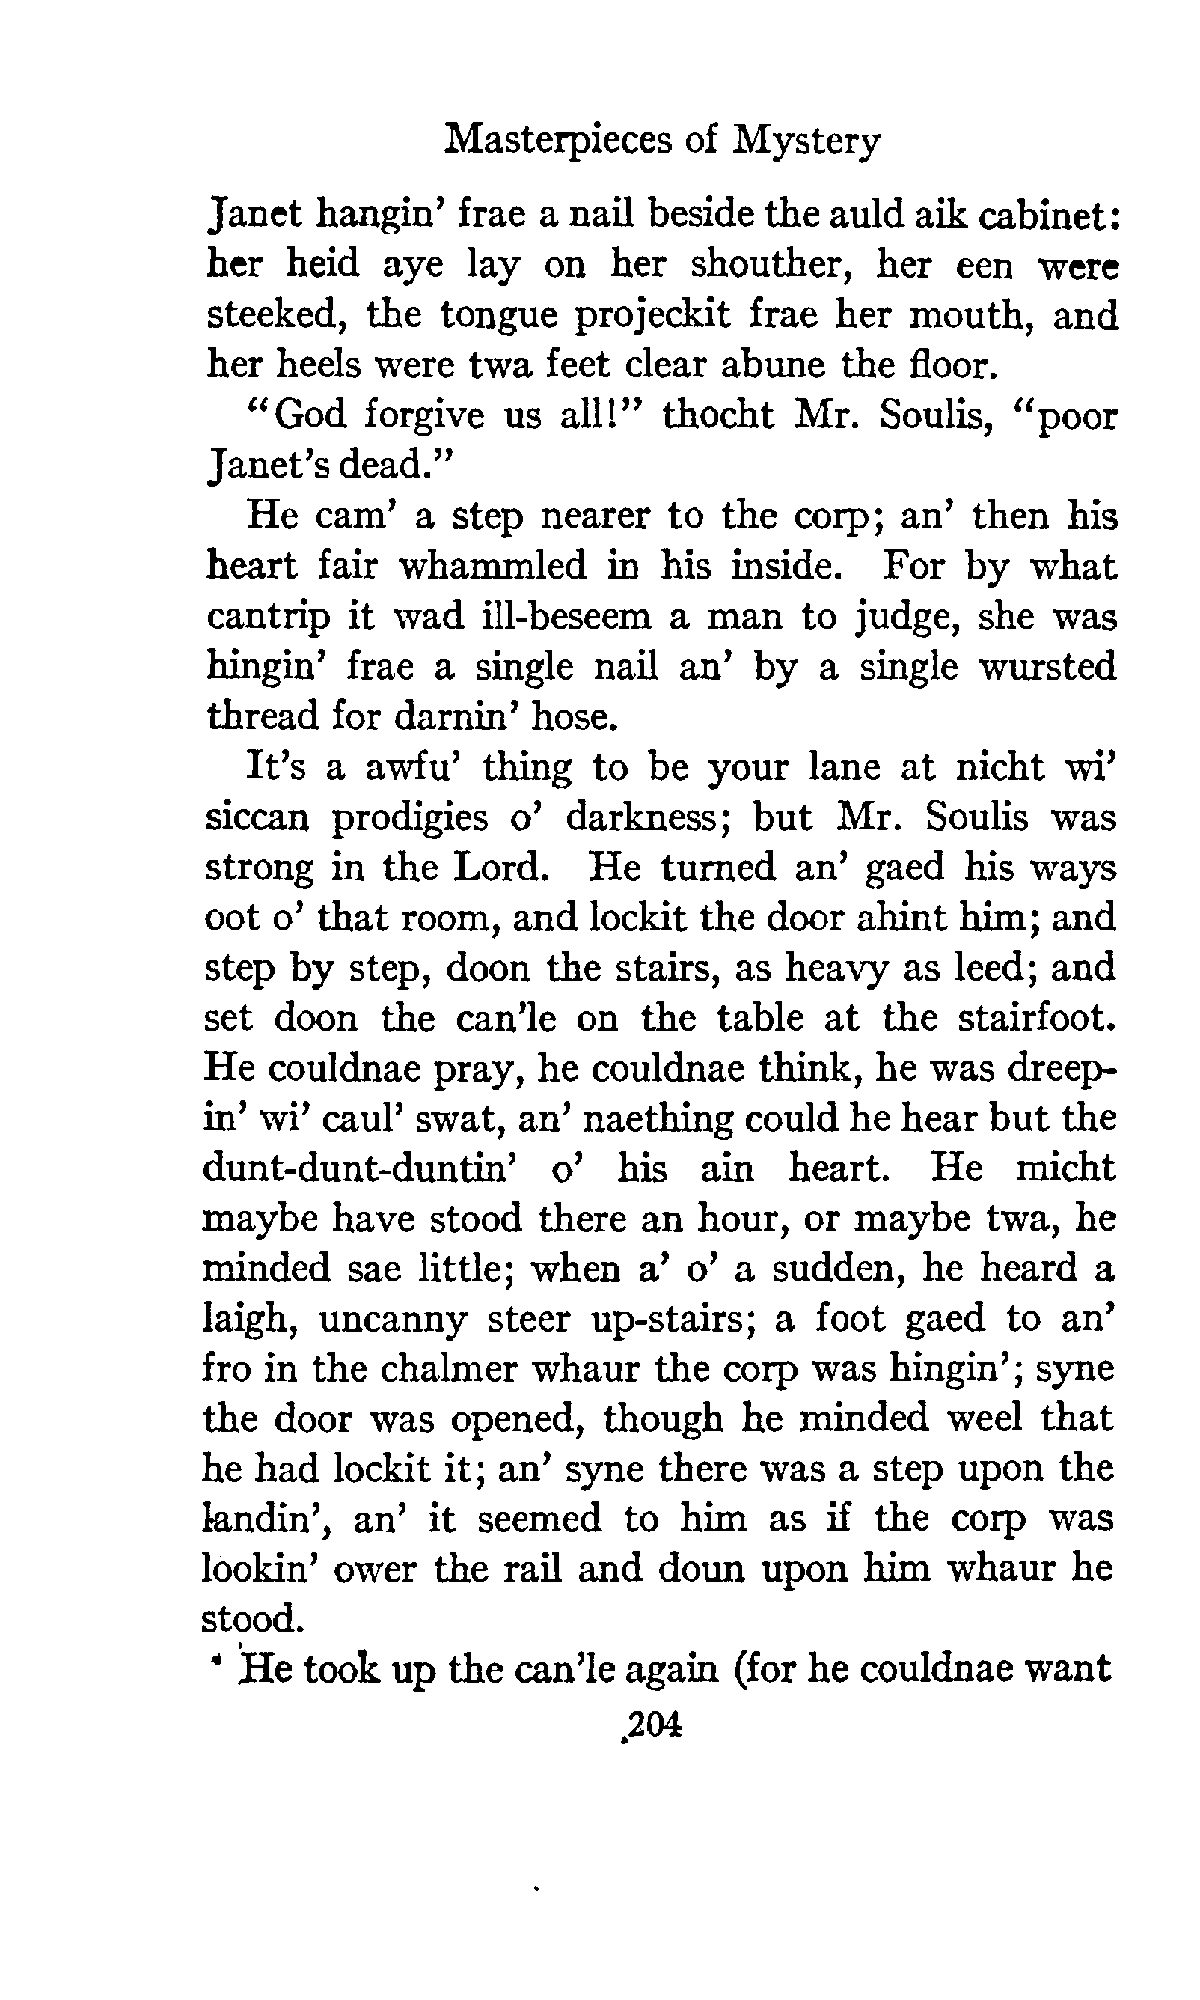 Masterpieces of Mystery
Janet hangin' frae a nail beside the auld aik cabinet:
her heid aye lay on her shouther, her een were
steeked, the tongue projeckit frae her mouth, and
her heels were twa feet clear abune the floor.
"God forgive us all!" thocht Mr. Soulis, "poor
Janet's dead."
He cam' a step nearer to the corp; an' then his
heart fair whammled in his inside. For by what
cantrip it wad ill-beseem a man to judge, she was
hingin' frae a single nail an' by a single wursted
thread for darnin' hose.
It's a awfu' thing to be your lane at nicht wi'
siccan prodigies o' darkness; but Mr. Soulis was
strong in the Lord. He turned an' gaed his ways
oot o' that room, and lockit the door ahint him; and
step by step, doon the stairs, as heavy as leed; and
set doon the can'le on the table at the stairfoot.
He couldnae pray, he couldnae think, he was dreep-
in' wi' caul' swat, an' naething could he hear but the
dunt-dunt-duntin' o' his ain heart. He micht
maybe have stood there an hour, or maybe twa, he
minded sae little; when a' o' a sudden, he heard a
laigh, uncanny steer up-stairs; a foot gaed to an'
fro in the chalmer whaur the corp was hingin'; syne
the door was opened, though he minded weel that
he had lockit it; an' syne there was a step upon the
landin', an' it seemed to him as if the corp was
lookin' ower the rail and doun upon him whaur he
stood.
He took up the can'le again (for he couldnae want
204